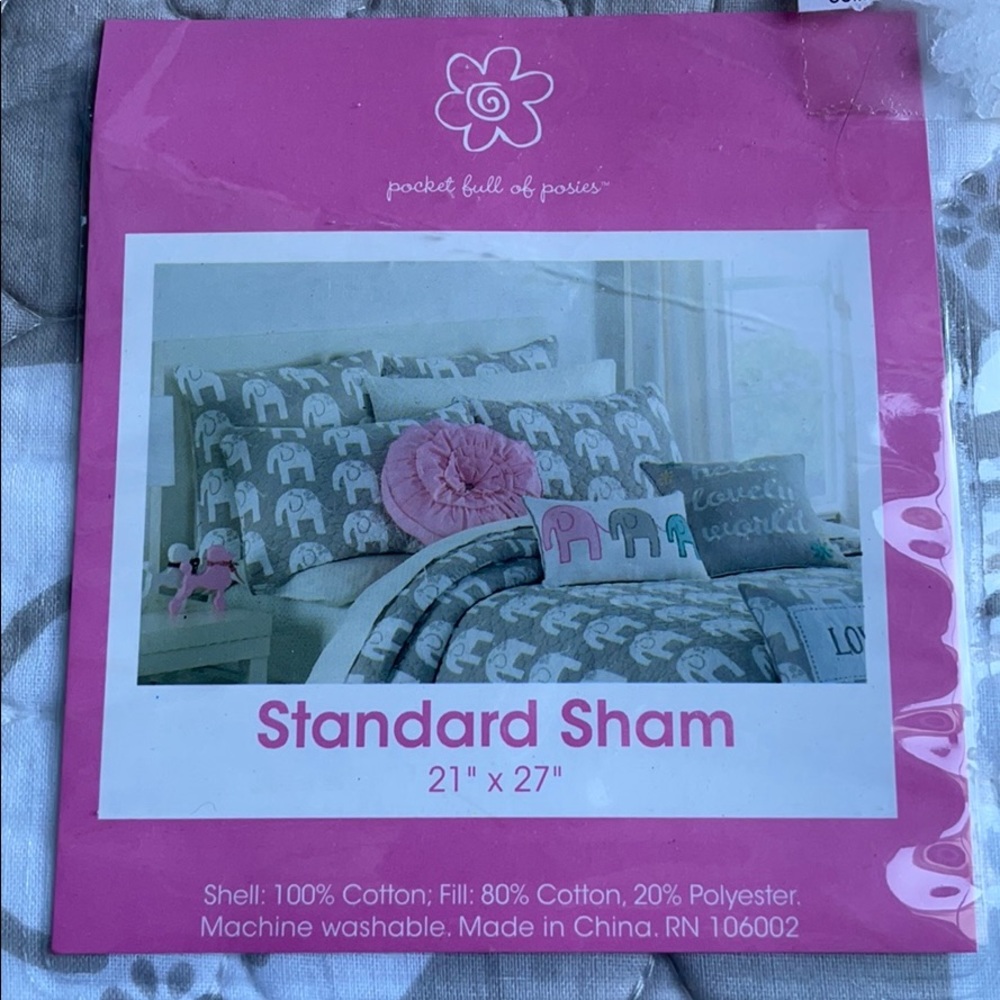 pocket full of posies™
lovely
world
LO
Standard Sham
21" x 27"
Shell: 100% Cotton; Fill: 80% Cotton, 20% Polyester.
Machine washable. Made in China. RN 106002